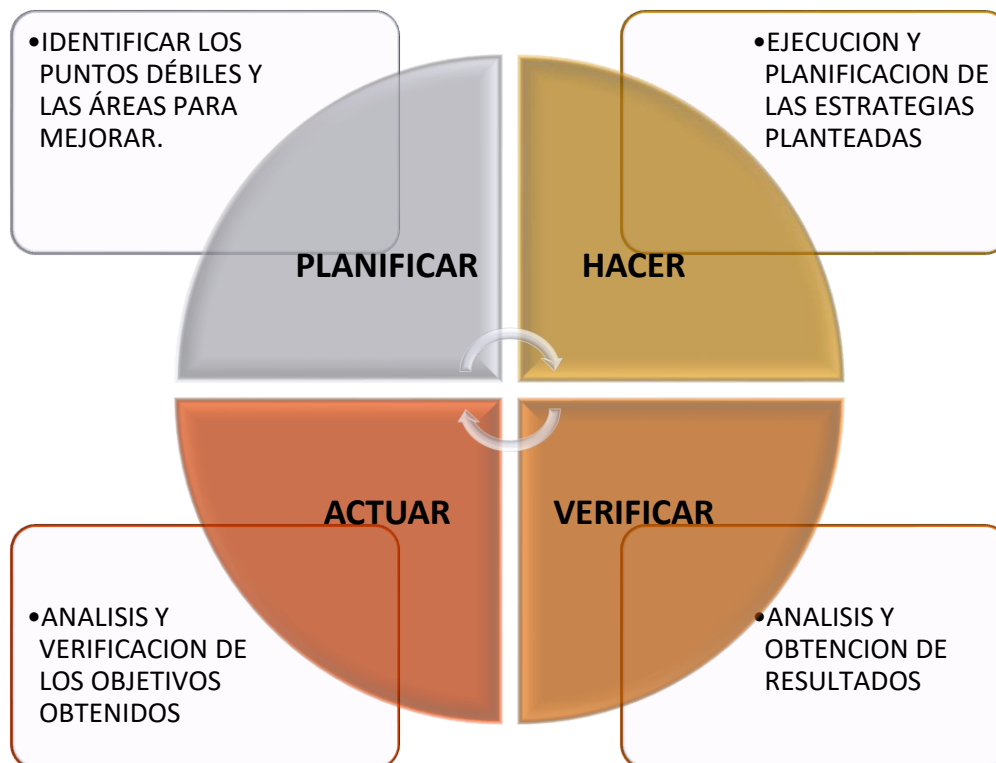 •IDENTIFICAR LOS
PUNTOS DÉBILES Y
LAS ÁREAS PARA
MEJORAR.
•EJECUCION Y
PLANIFICACION DE
LAS ESTRATEGIAS
PLANTEADAS
PLANIFICAR
HACER
ACTUAR
VERIFICAR
•ANALISIS Y
VERIFICACION DE
LOS OBJETIVOS
OBTENIDOS
•ANALISIS Y
OBTENCION DE
RESULTADOS